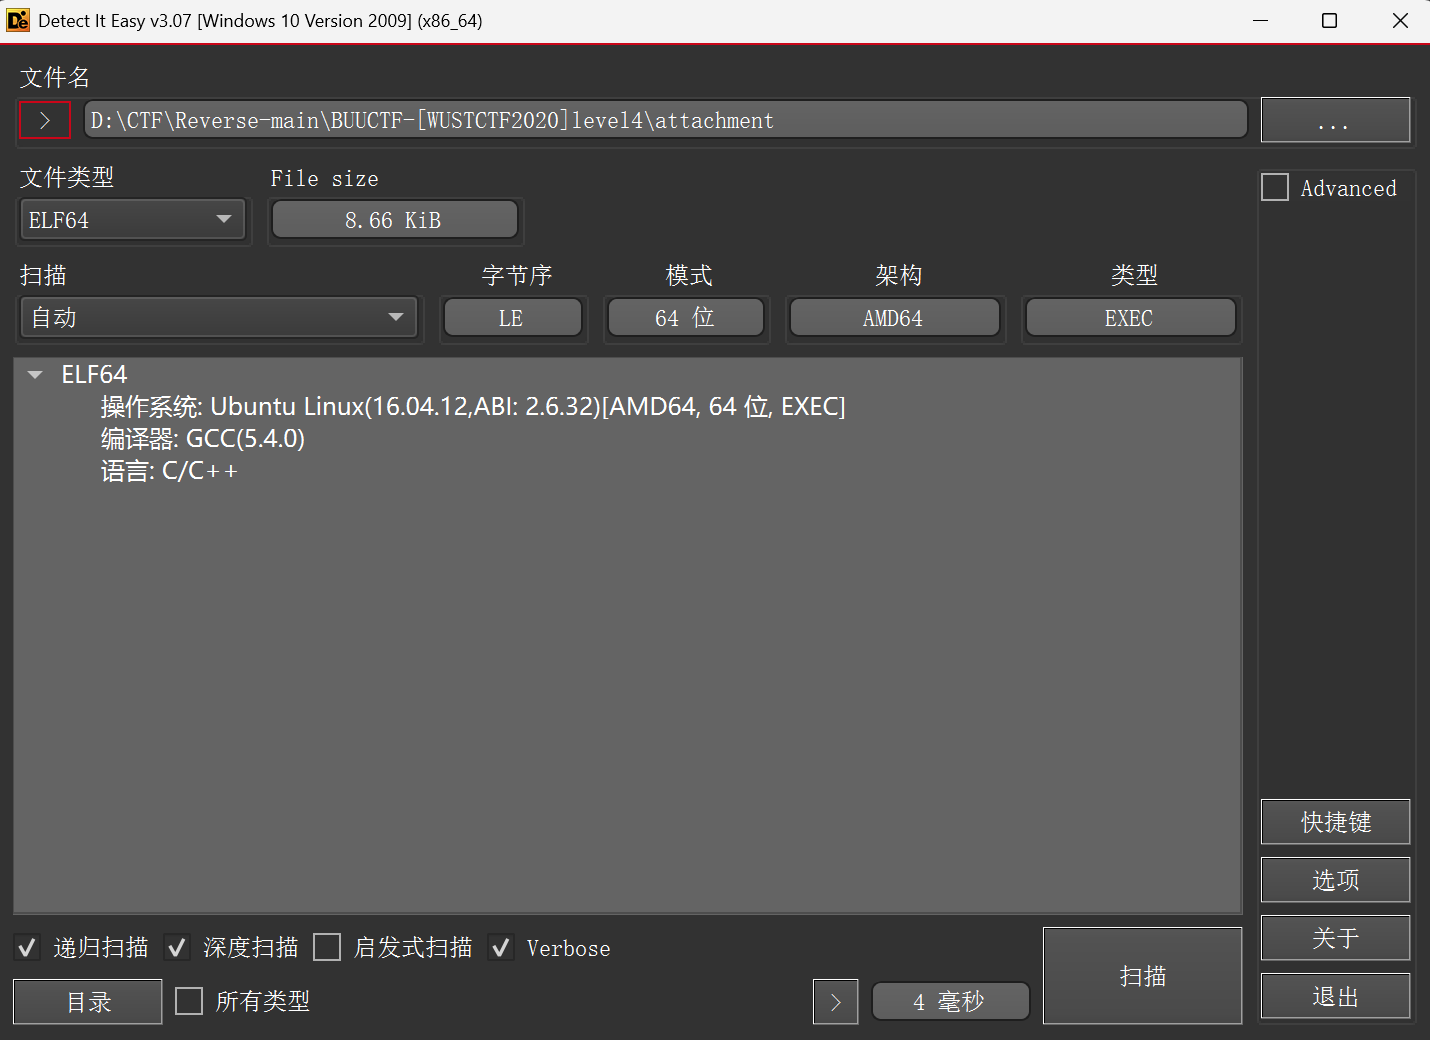 Detect It Easy v3.07 [Windows 10 Version 2009] (x86_64)
文件名
D:\CTF\Reverse-main\BUUCTF-[WUSTCTF2020]level4\attachment
...
文件类型
File size
Advanced
ELF64
8.66 KiB
扫描
字节序
模式
架构
类型
自动
LE
64 位
AMD64
EXEC
ELF64
操作系统: Ubuntu Linux(16.04.12,ABI: 2.6.32)[AMD64, 64 位, EXEC]
编译器: GCC(5.4.0)
语言: C/C++
快捷键
选项
关于
退出
递归扫描
深度扫描
启发式扫描
Verbose
目录
所有类型
>
4 毫秒
扫描